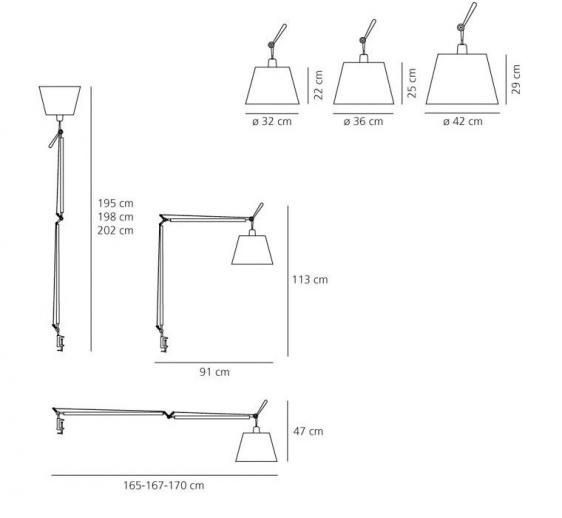 22 cm
25 cm
29 cm
ø 32 cm
ø 36 cm
ø 42 cm
195 cm
198 cm
202 cm
113 cm
91 cm
47 cm
165-167-170 cm